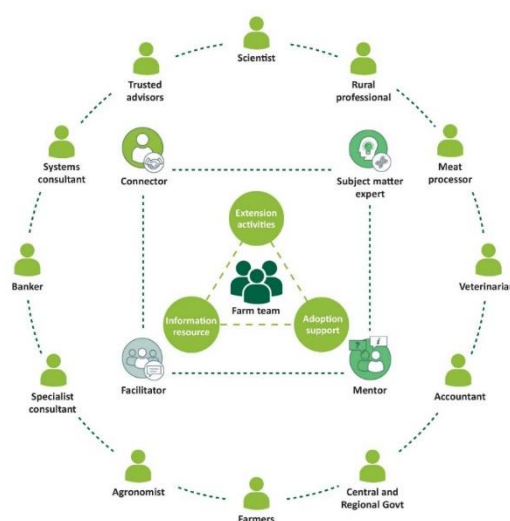 Scientist
Trusted
advisors
Rural
professional
Systems
consultant
Connector
Subject matter
expert
Meat
processor
Extension
activities
Banker
Farm team
Veterinarian
Information
resource
Adoption
support
Facilitator
Mentor
Specialist
consultant
Accountant
Agronomist
Central and
Regional Govt
Farmers